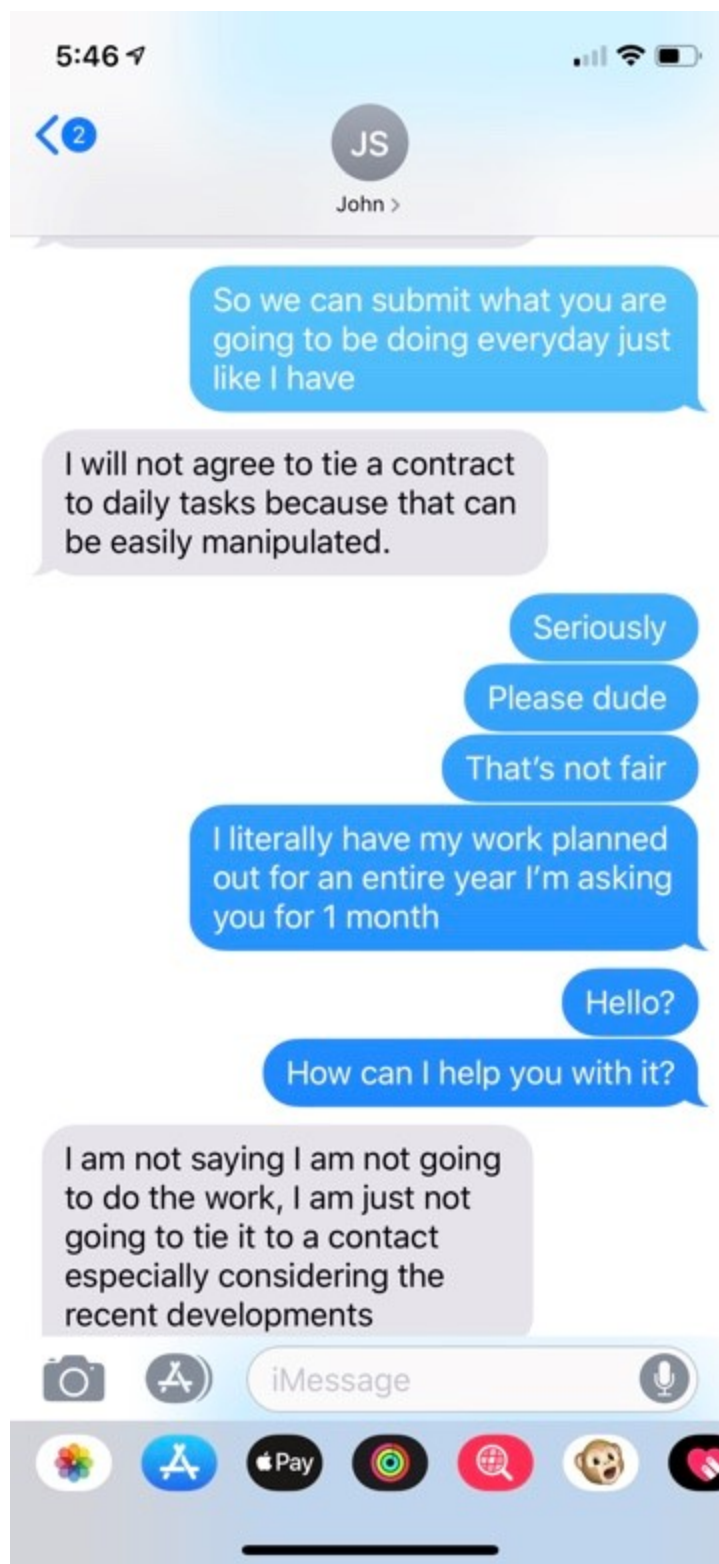 5:46
2
JS
John >
So we can submit what you are
going to be doing everyday just
like I have
I will not agree to tie a contract
to daily tasks because that can
be easily manipulated.
Seriously
Please dude
That's not fair
I literally have my work planned
out for an entire year I'm asking
you for 1 month
Hello?
How can I help you with it?
I am not saying I am not going
to do the work, I am just not
going to tie it to a contact
especially considering the
recent developments
iMessage
Pay